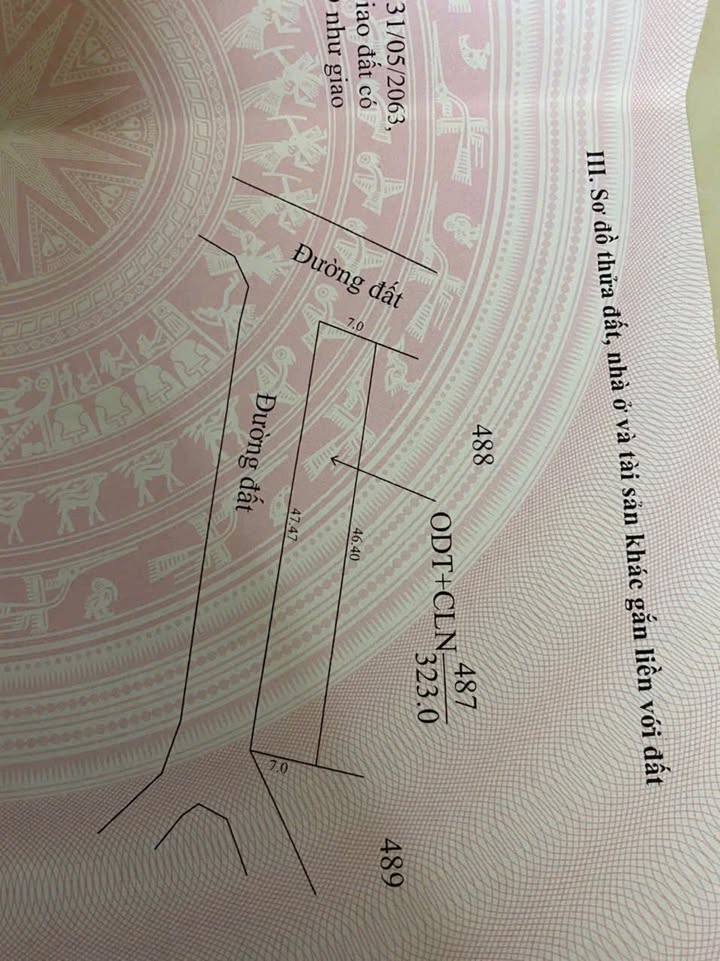 31/05/2063,
iao đất có
như giao
III. Sơ đồ thửa đất, nhà ở và tài sản khác gắn liền với đất
Đường đất
7.0
488
Đường đất
47.47
46.40
ODT+CLN 487
323.0
7.0
489